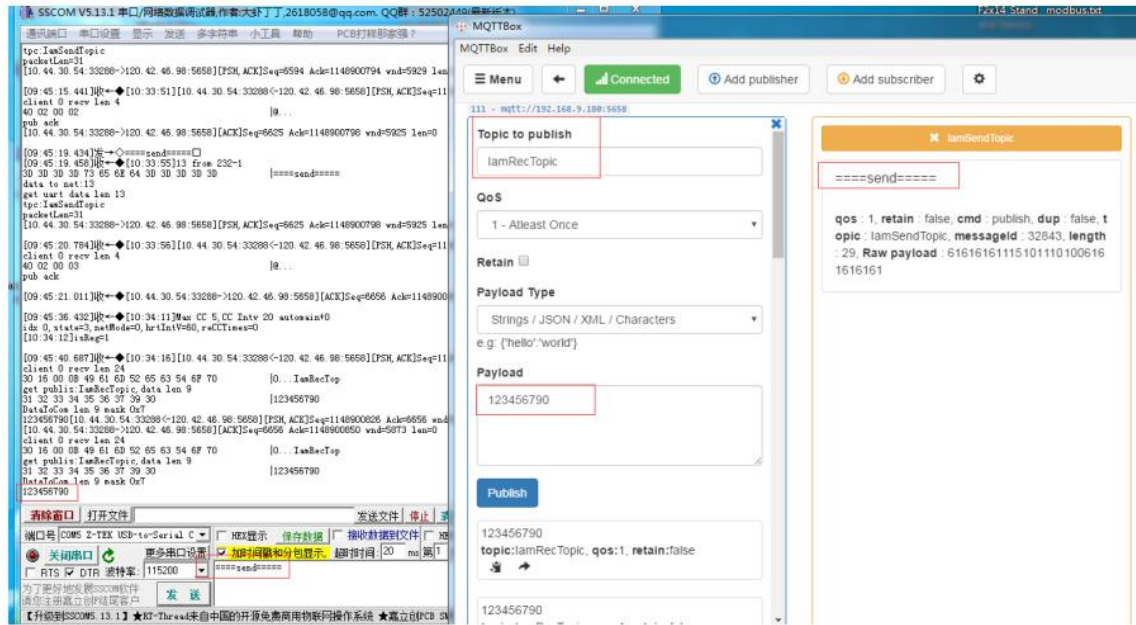 SSCOM V5.13.1 串口/网络数据调试器,作者:大虾丁丁,2618058@qq.com. QQ群: 52502449(最新版本)
通讯端口 串口设置 显示 发送 多字符串 小工具 帮助 PCB打样那家强?
tpc:IamSendTopic
packetLen=31
[10.44.30.54:33288->120.42.46.98:5658][PSH,ACK]Seq=6594 Ack=1148900794 wnd=5929 len
[09:45:15.441]收←◆[10:33:51][10.44.30.54:33288<-120.42.46.98:5658][PSH,ACK]Seq=11
client 0 recv len 4
40 02 00 02 |@...
pub ack
[10.44.30.54:33288->120.42.46.98:5658][ACK]Seq=6625 Ack=1148900798 wnd=5925 len=0
[09:45:19.434]发→◇====send=====□
[09:45:19.458]收←◆[10:33:55]13 from 232-1
3D 3D 3D 3D 73 65 6E 64 3D 3D 3D 3D 3D |====send=====
data to net:13
get uart data len 13
tpc:IamSendTopic
packetLen=31
[10.44.30.54:33288->120.42.46.98:5658][PSH,ACK]Seq=6625 Ack=1148900798 wnd=5925 len
[09:45:20.784]收←◆[10:33:56][10.44.30.54:33288<-120.42.46.98:5658][PSH,ACK]Seq=11
client 0 recv len 4
40 02 00 03 |@...
pub ack
[09:45:21.011]收←◆[10.44.30.54:33288->120.42.46.98:5658][ACK]Seq=6656 Ack=1148900
[09:45:36.432]收←◆[10:34:11]Max CC 5,CC Intv 20 automain+0
idx 0,state=3,netMode=0,hrtIntV=60,reCCTimes=0
[10:34:12]isReg=1
[09:45:40.687]收←◆[10:34:16][10.44.30.54:33288<-120.42.46.98:5658][PSH,ACK]Seq=11
client 0 recv len 24
30 16 00 0B 49 61 6D 52 65 63 54 6F 70 |0...IamRecTop
get publis:IamRecTopic,data len 9
31 32 33 34 35 36 37 39 30 |123456790
DataToCom len 9 mask 0x7
123456790[10.44.30.54:33288<-120.42.46.98:5658][PSH,ACK]Seq=1148900826 Ack=6656 wnd
[10.44.30.54:33288->120.42.46.98:5658][ACK]Seq=6656 Ack=1148900850 wnd=5873 len=0
client 0 recv len 24
30 16 00 0B 49 61 6D 52 65 63 54 6F 70 |0...IamRecTop
get publis:IamRecTopic,data len 9
31 32 33 34 35 36 37 39 30 |123456790
DataToCom len 9 mask 0x7
123456790
清除窗口 打开文件 发送文件 停止
端口号 COM5 Z-TEK USB-to-Serial C HEX显示 保存数据 接收数据到文件
关闭串口 更多串口设置 加时间戳和分包显示, 超时时间: 20 ms 第1
RTS DTR 波特率: 115200 ====send=====
为了更好地发展SSCOM软件
请您注册嘉立创F结尾客户
发 送
【升级到SSCOM5.13.1】★RT-Thread来自中国的开源免费商用物联网操作系统 ★嘉立创PCB SM
F2x14 Stand modbus.txt
MQTTBox
MQTTBox Edit Help
Menu Connected Add publisher Add subscriber
111 - mqtt://192.168.9.180:5658
Topic to publish
IamRecTopic
QoS
1 - Atleast Once
Retain
Payload Type
Strings / JSON / XML / Characters
e.g: {'hello':'world'}
Payload
123456790
Publish
123456790
topic:IamRecTopic, qos:1, retain:false
123456790
IamSendTopic
====send=====
qos : 1, retain : false, cmd : publish, dup : false, t
opic : IamSendTopic, messageId : 32843, length
: 29, Raw payload : 61616161115101110100616
1616161